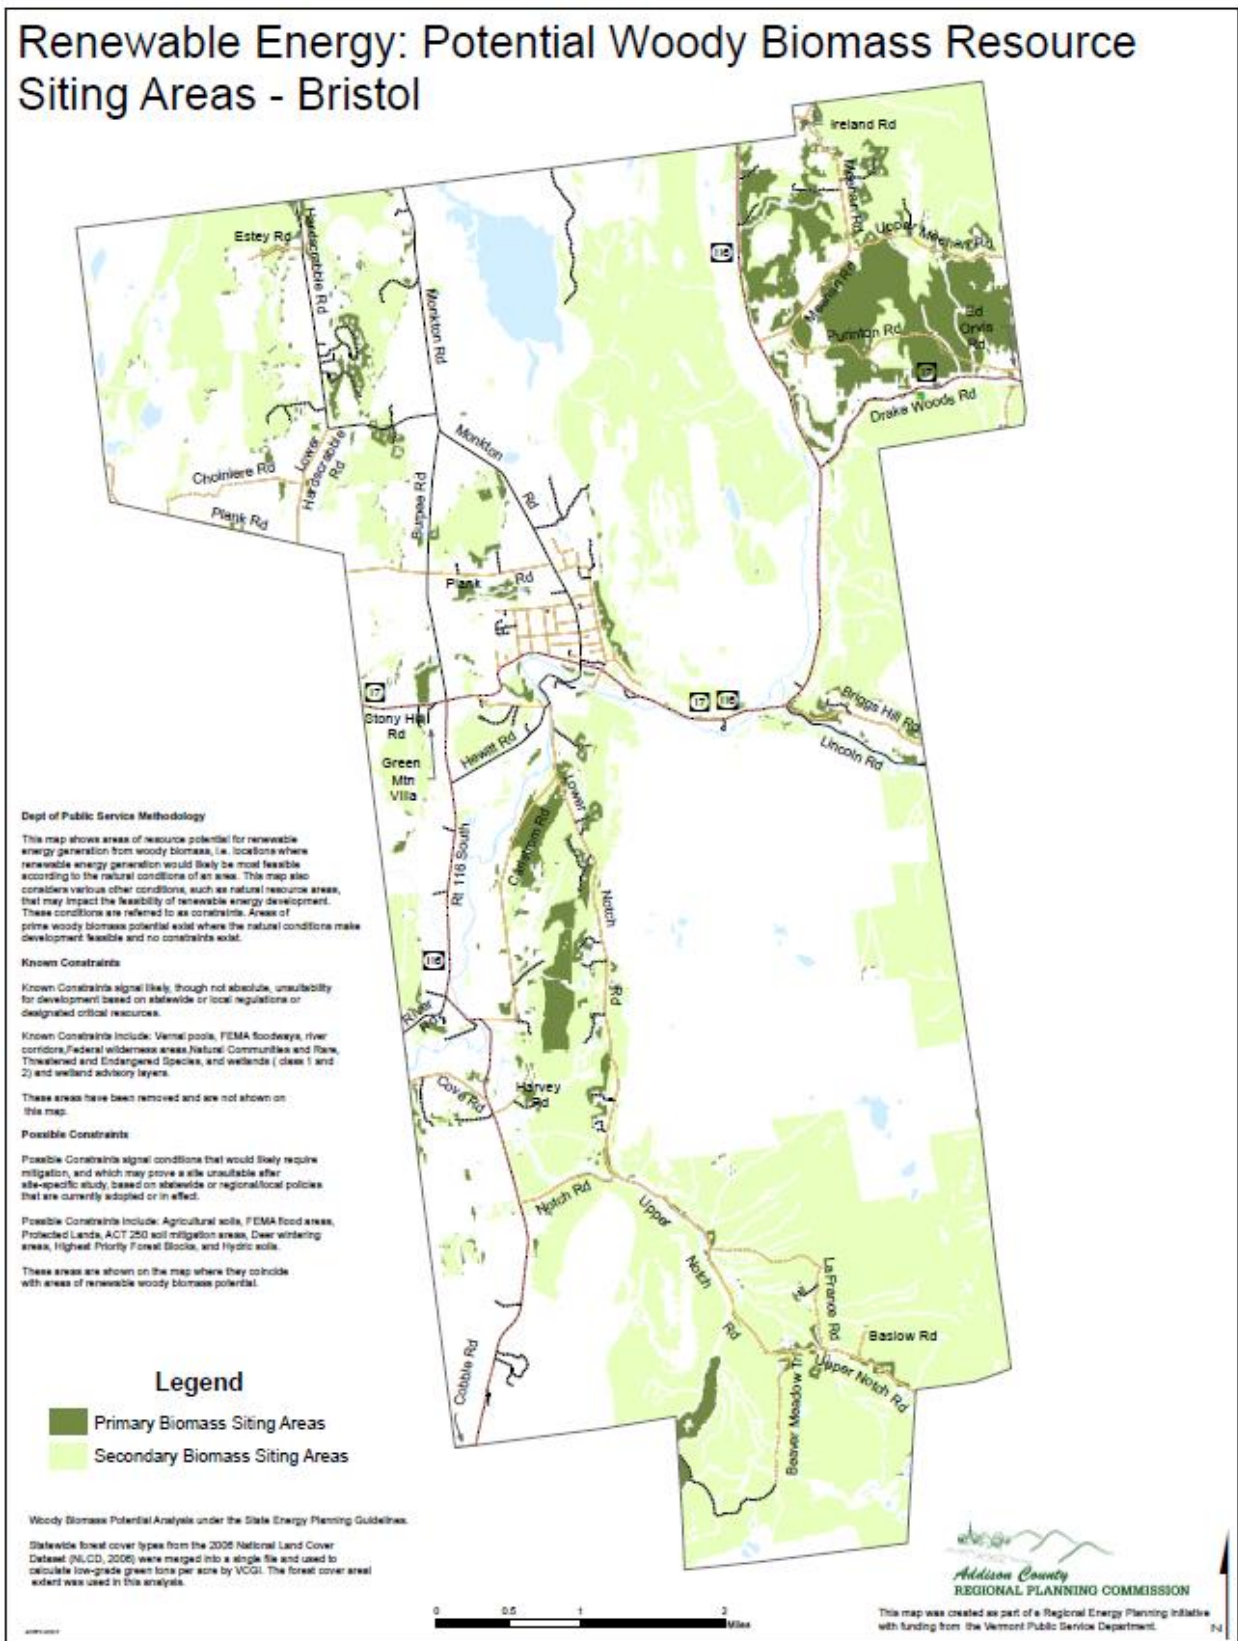 Renewable Energy: Potential Woody Biomass Resource
Siting Areas - Bristol
Ireland Rd
Meehan Rd
Estey Rd
Hardscrabble Rd
Upper Meehan Rd
116
Monkton Rd
Meehan Rd
Ed
Orvis
Rd
Purinton Rd
17
Drake Woods Rd
Monkton
Rd
Lower
Hardscrabble
Rd
Choiniere Rd
Burpee Rd
Plank Rd
Plank
Rd
17
17
116
Briggs Hill Rd
Stony Hill
Rd
Hewitt Rd
Lincoln Rd
Green
Mtn
Villa
Lower
Carlstrom Rd
Rt 116 South
Notch
Rd
116
River
Rd
Cove Rd
Harvey
Rd
Notch Rd
Upper
Notch
Rd
LaFrance Rd
Baslow Rd
Upper Notch Rd
Beaver Meadow Trl
Cobble Rd
Dept of Public Service Methodology
This map shows areas of resource potential for renewable
energy generation from woody biomass, i.e. locations where
renewable energy generation would likely be most feasible
according to the natural conditions of an area. This map also
considers various other conditions, such as natural resource areas,
that may impact the feasibility of renewable energy development.
These conditions are referred to as constraints. Areas of
prime woody biomass potential exist where the natural conditions make
development feasible and no constraints exist.
Known Constraints
Known Constraints signal likely, though not absolute, unsuitability
for development based on statewide or local regulations or
designated critical resources.
Known Constraints include: Vernal pools, FEMA floodways, river
corridors,Federal wilderness areas,Natural Communities and Rare,
Threatened and Endangered Species, and wetlands ( class 1 and
2) and wetland advisory layers.
These areas have been removed and are not shown on
this map.
Possible Constraints
Possible Constraints signal conditions that would likely require
mitigation, and which may prove a site unsuitable after
site-specific study, based on statewide or regional/local policies
that are currently adopted or in effect.
Possible Constraints include: Agricultural soils, FEMA flood areas,
Protected Lands, ACT 250 soil mitigation areas, Deer wintering
areas, Highest Priority Forest Blocks, and Hydric soils.
These areas are shown on the map where they coincide
with areas of renewable woody biomass potential.
Legend
Primary Biomass Siting Areas
Secondary Biomass Siting Areas
Woody Biomass Potential Analysis under the State Energy Planning Guidelines.
Statewide forest cover types from the 2006 National Land Cover
Dataset (NLCD, 2006) were merged into a single file and used to
calculate low-grade green tons per acre by VCGI. The forest cover areal
extent was used in this analysis.
0 0.5 1 2
Miles
Addison County
REGIONAL PLANNING COMMISSION
This map was created as part of a Regional Energy Planning Initiative
with funding from the Vermont Public Service Department.
N